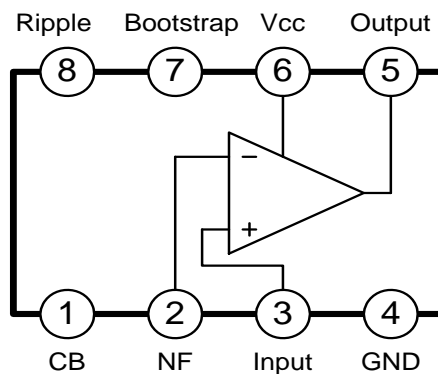 Ripple Bootstrap Vcc Output
8 7 6 5
−
+
1 2 3 4
CB NF Input GND